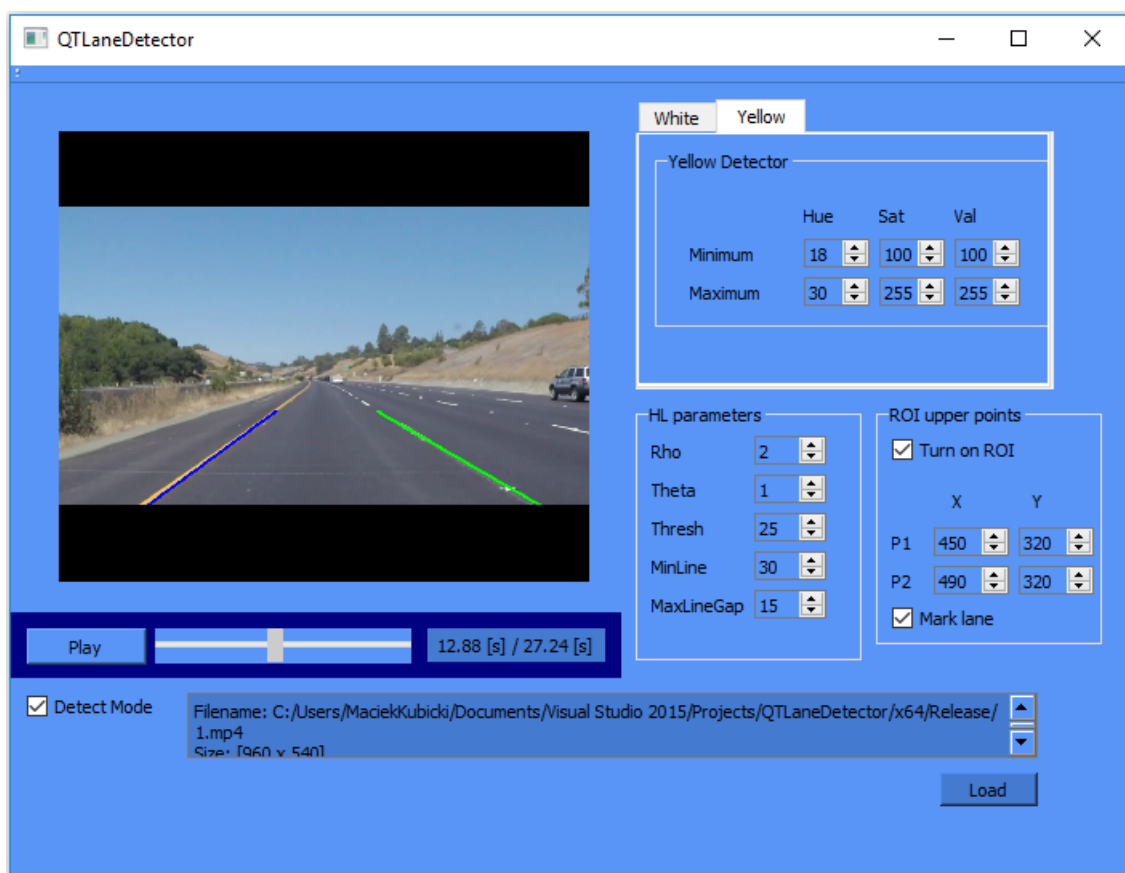 QTLaneDetector
White Yellow
Yellow Detector
Hue Sat Val
Minimum 18 100 100
Maximum 30 255 255
HL parameters
Rho 2
Theta 1
Thresh 25
MinLine 30
MaxLineGap 15
ROI upper points
Turn on ROI
X Y
P1 450 320
P2 490 320
Mark lane
Play 12.88 [s] / 27.24 [s]
Detect Mode
Filename: C:/Users/MaciekKubicki/Documents/Visual Studio 2015/Projects/QTLaneDetector/x64/Release/
1.mp4
Size: [960 x 540]
Load